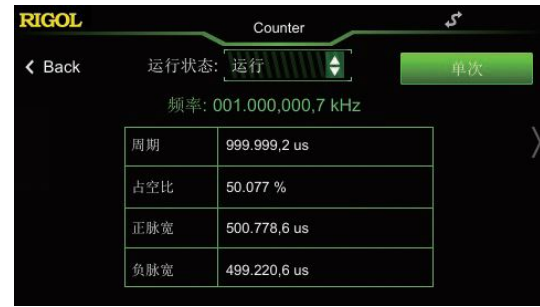 RIGOL
Counter
Back
运行状态: 运行
单次
频率: 001.000,000,7 kHz
周期 999.999,2 us
占空比 50.077 %
正脉宽 500.778,6 us
负脉宽 499.220,6 us